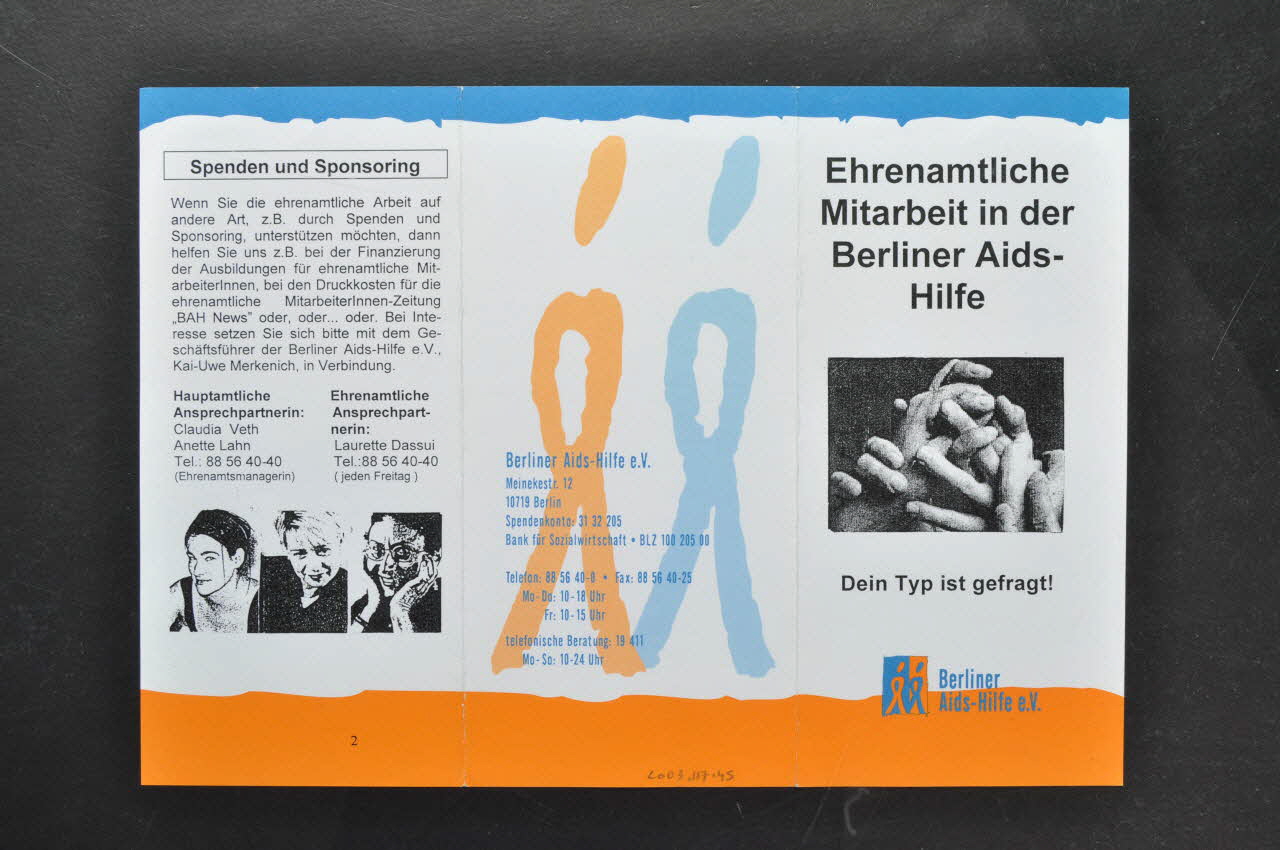 Spenden und Sponsoring
Wenn Sie die ehrenamtliche Arbeit auf
andere Art, z.B. durch Spenden und
Sponsoring, unterstützen möchten, dann
helfen Sie uns z.B. bei der Finanzierung
der Ausbildungen für ehrenamtliche Mit-
arbeiterInnen, bei den Druckkosten für die
ehrenamtliche MitarbeiterInnen-Zeitung
„BAH News" oder, oder... oder. Bei Inte-
resse setzen Sie sich bitte mit dem Ge-
schäftsführer der Berliner Aids-Hilfe e.V.,
Kai-Uwe Merkenich, in Verbindung.
Hauptamtliche
Ansprechpartnerin:
Claudia Veth
Anette Lahn
Tel.: 88 56 40-40
(Ehrenamtsmanagerin)
Ehrenamtliche
Ansprechpart-
nerin:
Laurette Dassui
Tel.:88 56 40-40
( jeden Freitag )
2
Berliner Aids-Hilfe e.V.
Meinekestr. 12
10719 Berlin
Spendenkonto: 31 32 205
Bank für Sozialwirtschaft • BLZ 100 205 00
Telefon: 88 56 40-0 • Fax: 88 56 40-25
Mo-Do: 10-18 Uhr
Fr: 10-15 Uhr
telefonische Beratung: 19 411
Mo-So: 10-24 Uhr
2003.117.45
Ehrenamtliche
Mitarbeit in der
Berliner Aids-
Hilfe
Dein Typ ist gefragt!
Berliner
Aids-Hilfe e.V.